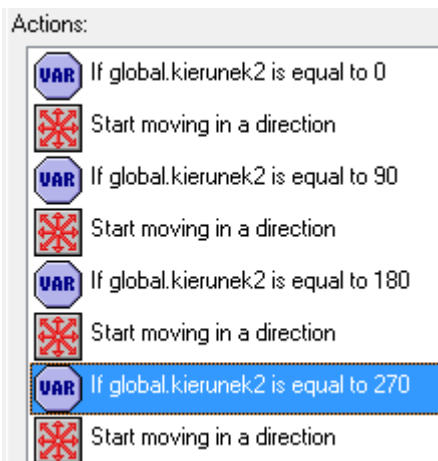 Actions:
VAR If global.kierunek2 is equal to 0
Start moving in a direction
VAR If global.kierunek2 is equal to 90
Start moving in a direction
VAR If global.kierunek2 is equal to 180
Start moving in a direction
VAR If global.kierunek2 is equal to 270
Start moving in a direction